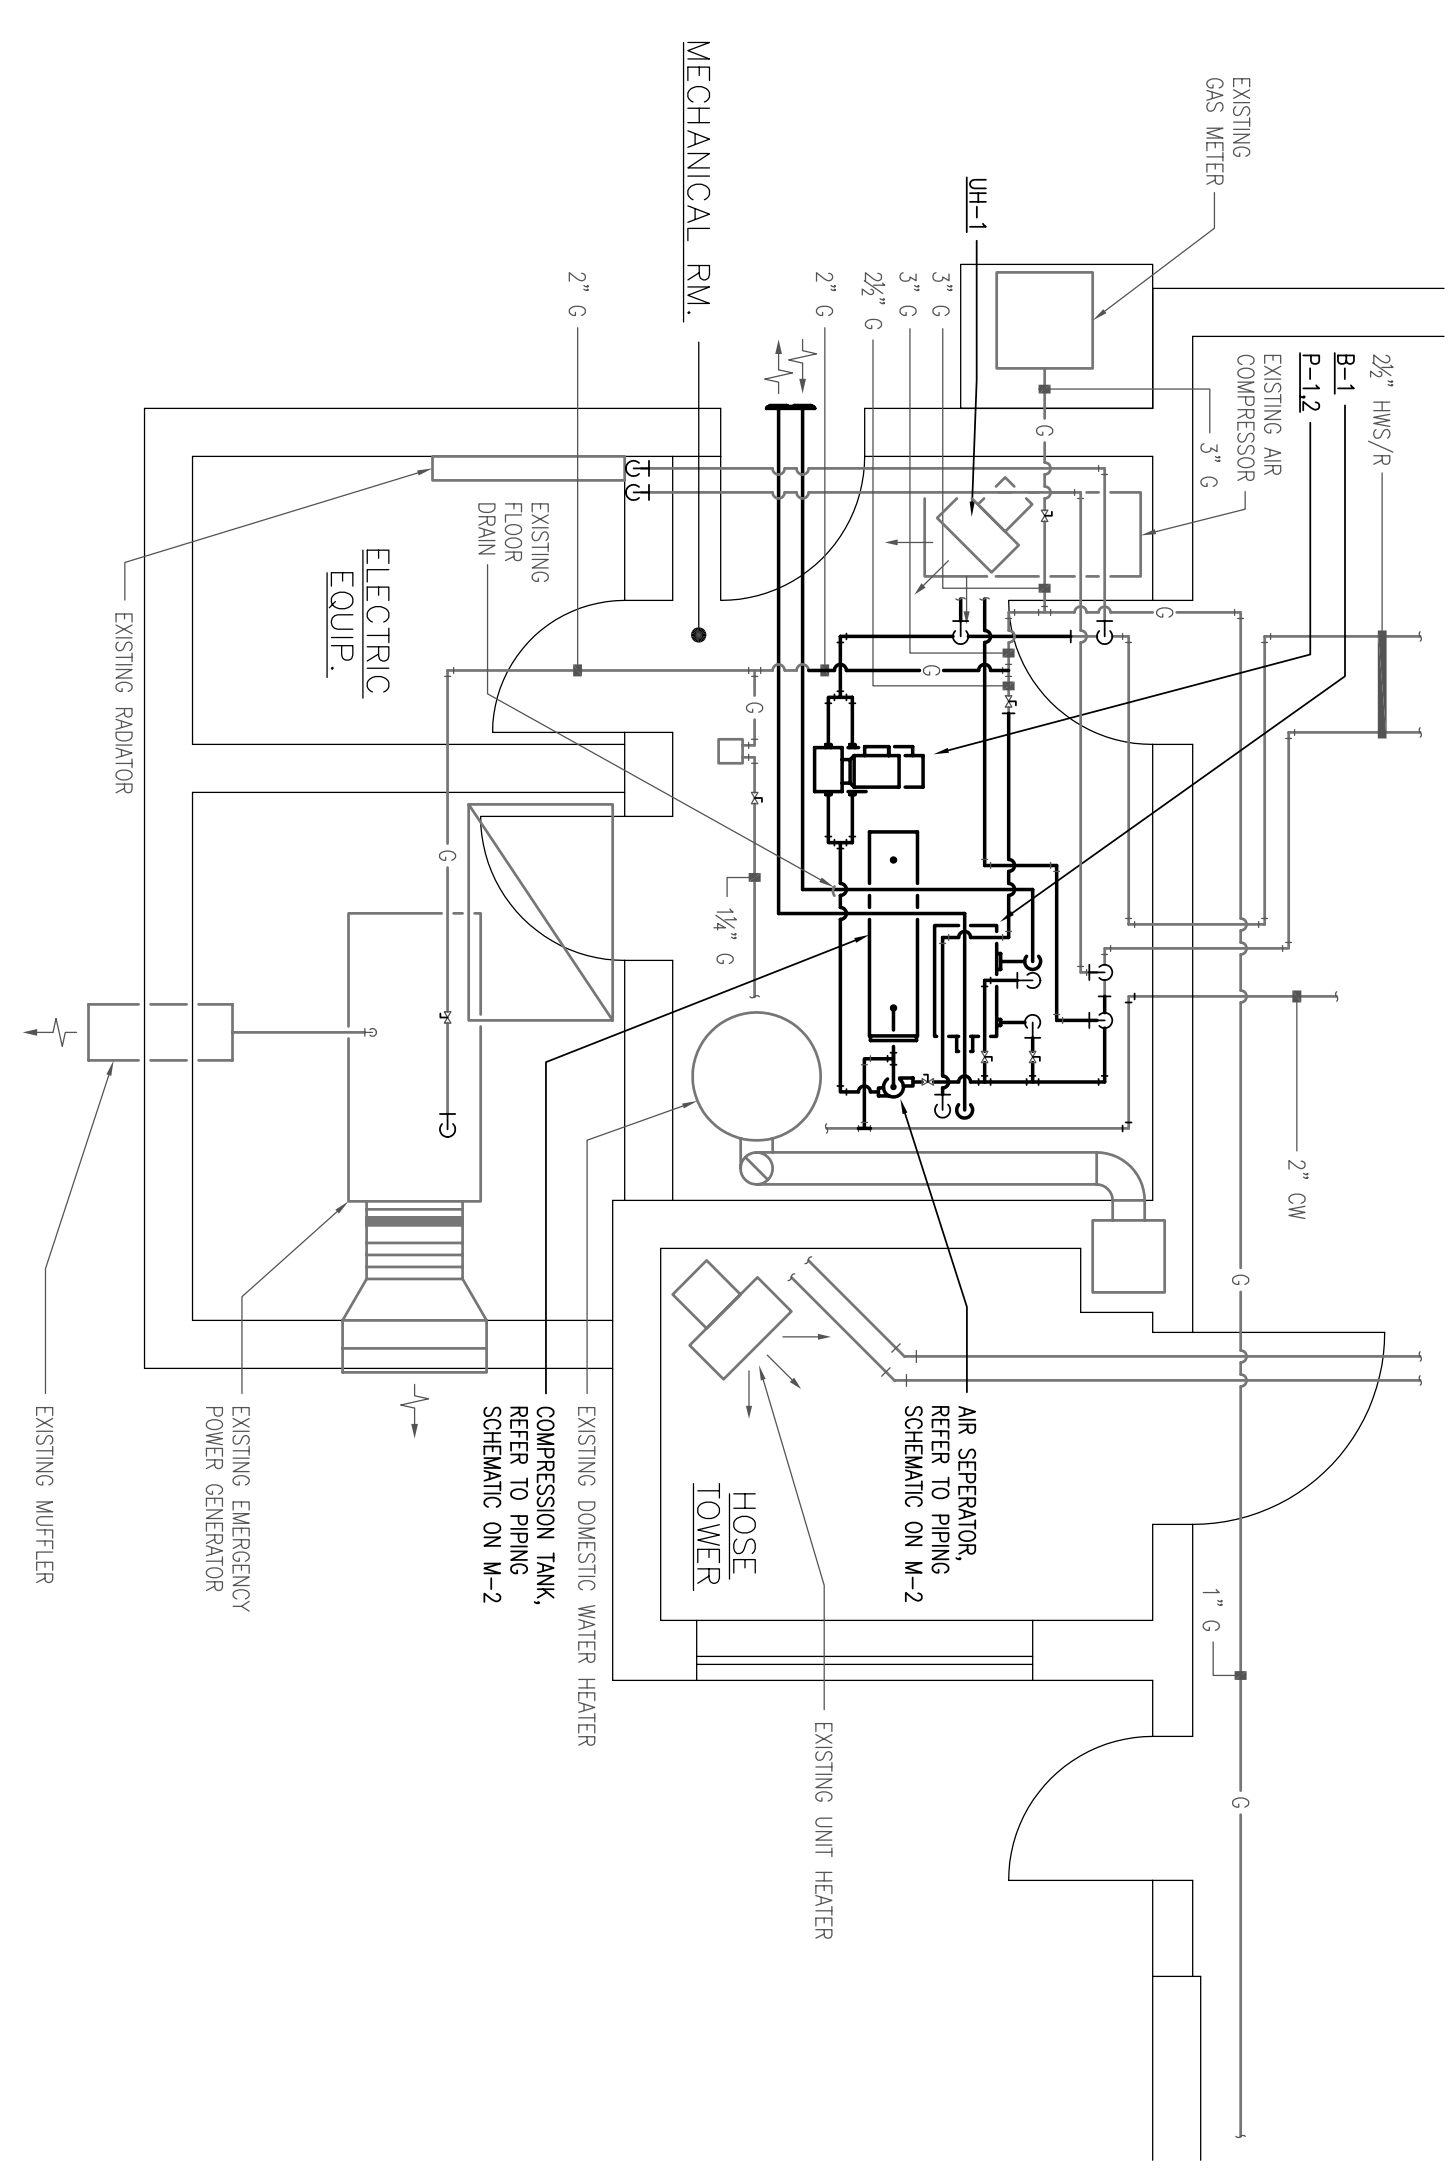 2½" HWS/R
B-1
P-1,2
EXISTING AIR
COMPRESSOR
3" G
EXISTING
GAS METER
UH-1
3" G
3" G
2½" G
2" G
MECHANICAL RM.
2" G
G
G
G
G
G
G
G
EXISTING
FLOOR
DRAIN
ELECTRIC
EQUIP.
EXISTING RADIATOR
1¼" G
2" CW
1" G
AIR SEPERATOR,
REFER TO PIPING
SCHEMATIC ON M-2
EXISTING UNIT HEATER
HOSE
TOWER
EXISTING DOMESTIC WATER HEATER
COMPRESSION TANK,
REFER TO PIPING
SCHEMATIC ON M-2
EXISTING EMERGENCY
POWER GENERATOR
EXISTING MUFFLER